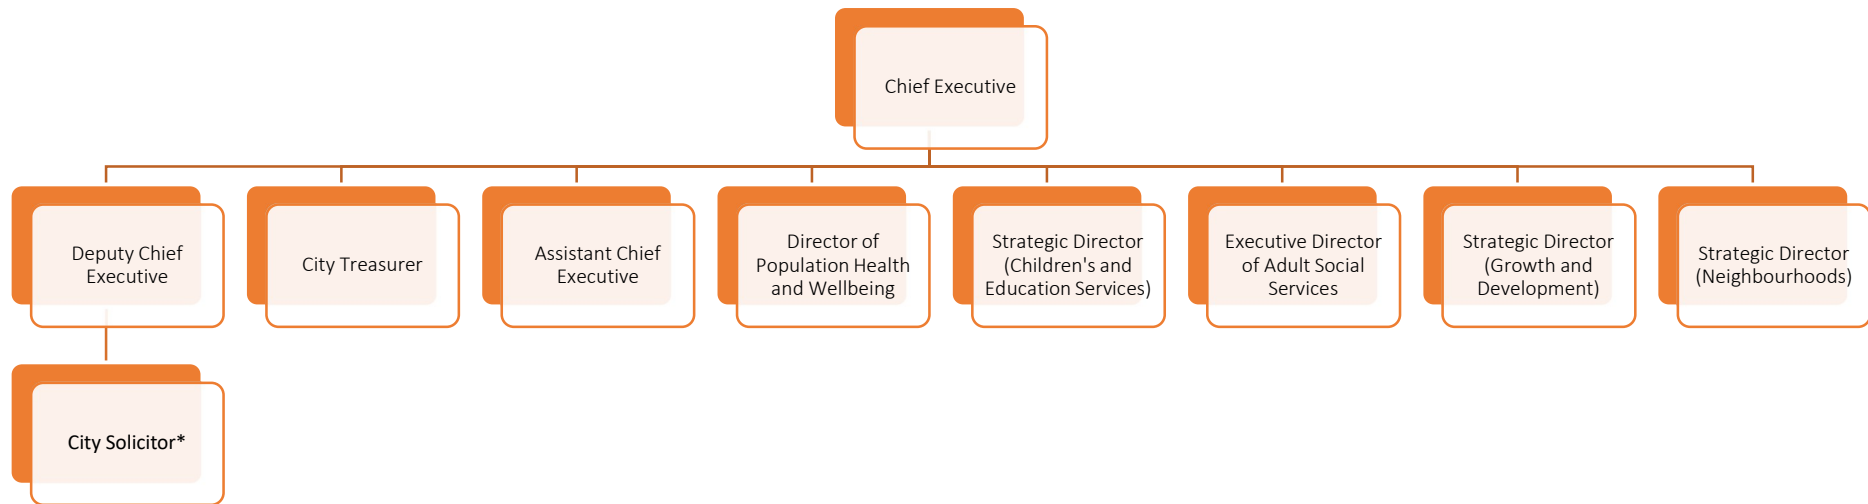 Chief Executive
Deputy Chief
Executive
City Treasurer
Assistant Chief
Executive
Director of
Population Health
and Wellbeing
Strategic Director
(Children's and
Education Services)
Executive Director
of Adult Social
Services
Strategic Director
(Growth and
Development)
Strategic Director
(Neighbourhoods)
City Solicitor*